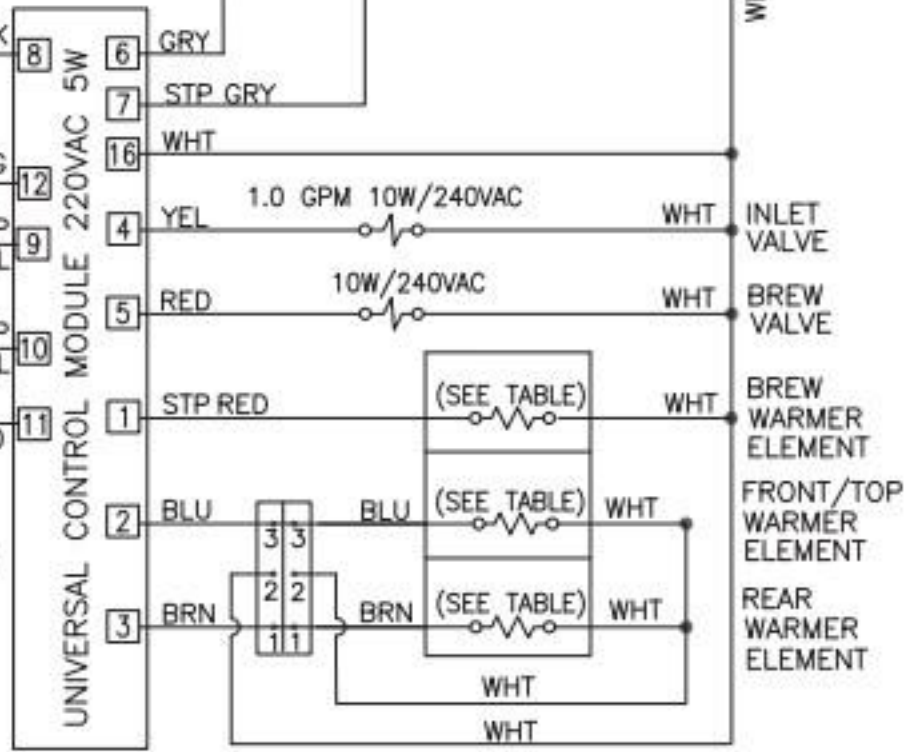 8
6
GRY
7
STP GRY
16
WHT
12
9
4
YEL
1.0 GPM 10W/240VAC
WHT
INLET
VALVE
10
5
RED
10W/240VAC
WHT
BREW
VALVE
11
1
STP RED
(SEE TABLE)
WHT
BREW
WARMER
ELEMENT
2
BLU
3 3
BLU
(SEE TABLE)
WHT
FRONT/TOP
WARMER
ELEMENT
2 2
3
BRN
1 1
BRN
(SEE TABLE)
WHT
REAR
WARMER
ELEMENT
WHT
WHT
UNIVERSAL CONTROL MODULE 220VAC 5W